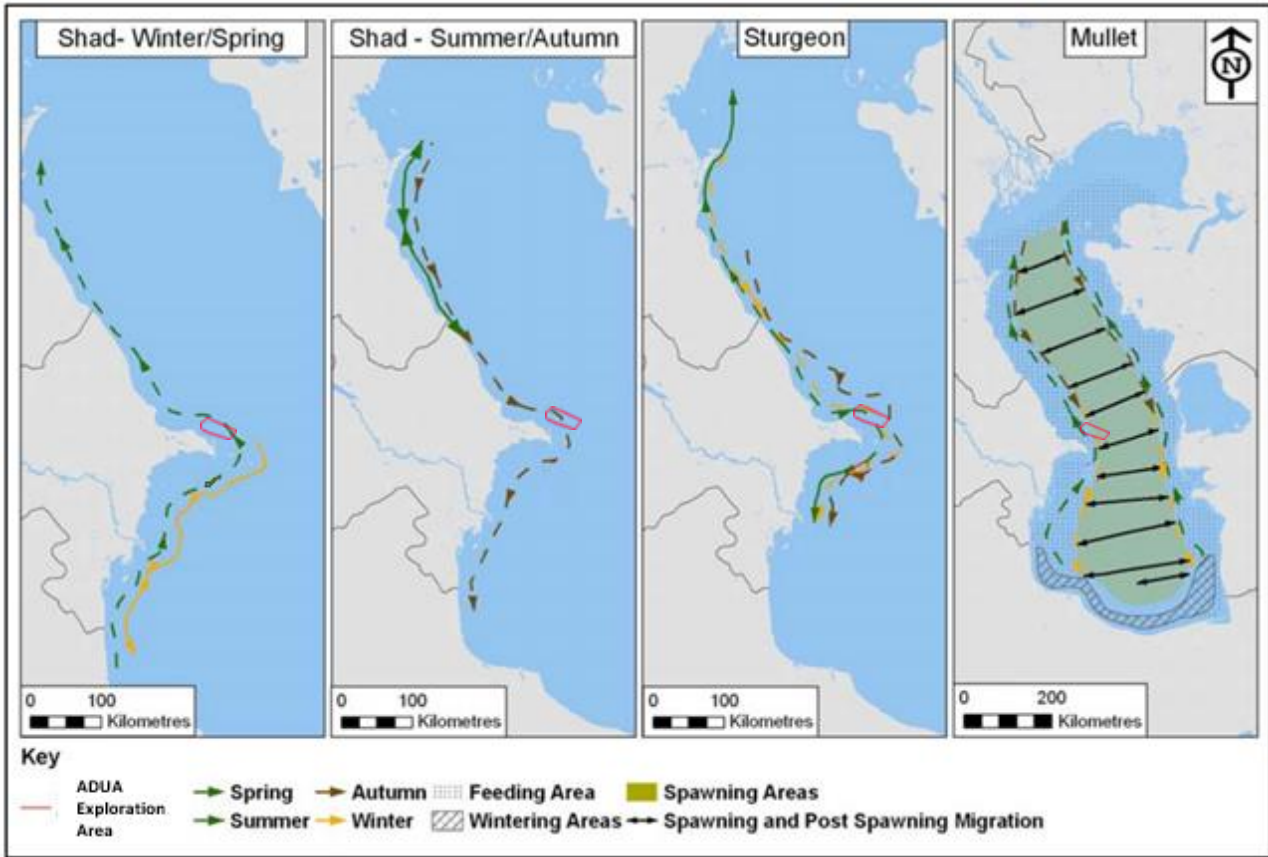 Shad- Winter/Spring
Shad - Summer/Autumn
Sturgeon
Mullet
N
0 100
Kilometres
0 100
Kilometres
0 100
Kilometres
0 200
Kilometres
Key
ADUA
Exploration
Area
Spring
Autumn
Feeding Area
Spawning Areas
Summer
Winter
Wintering Areas
Spawning and Post Spawning Migration